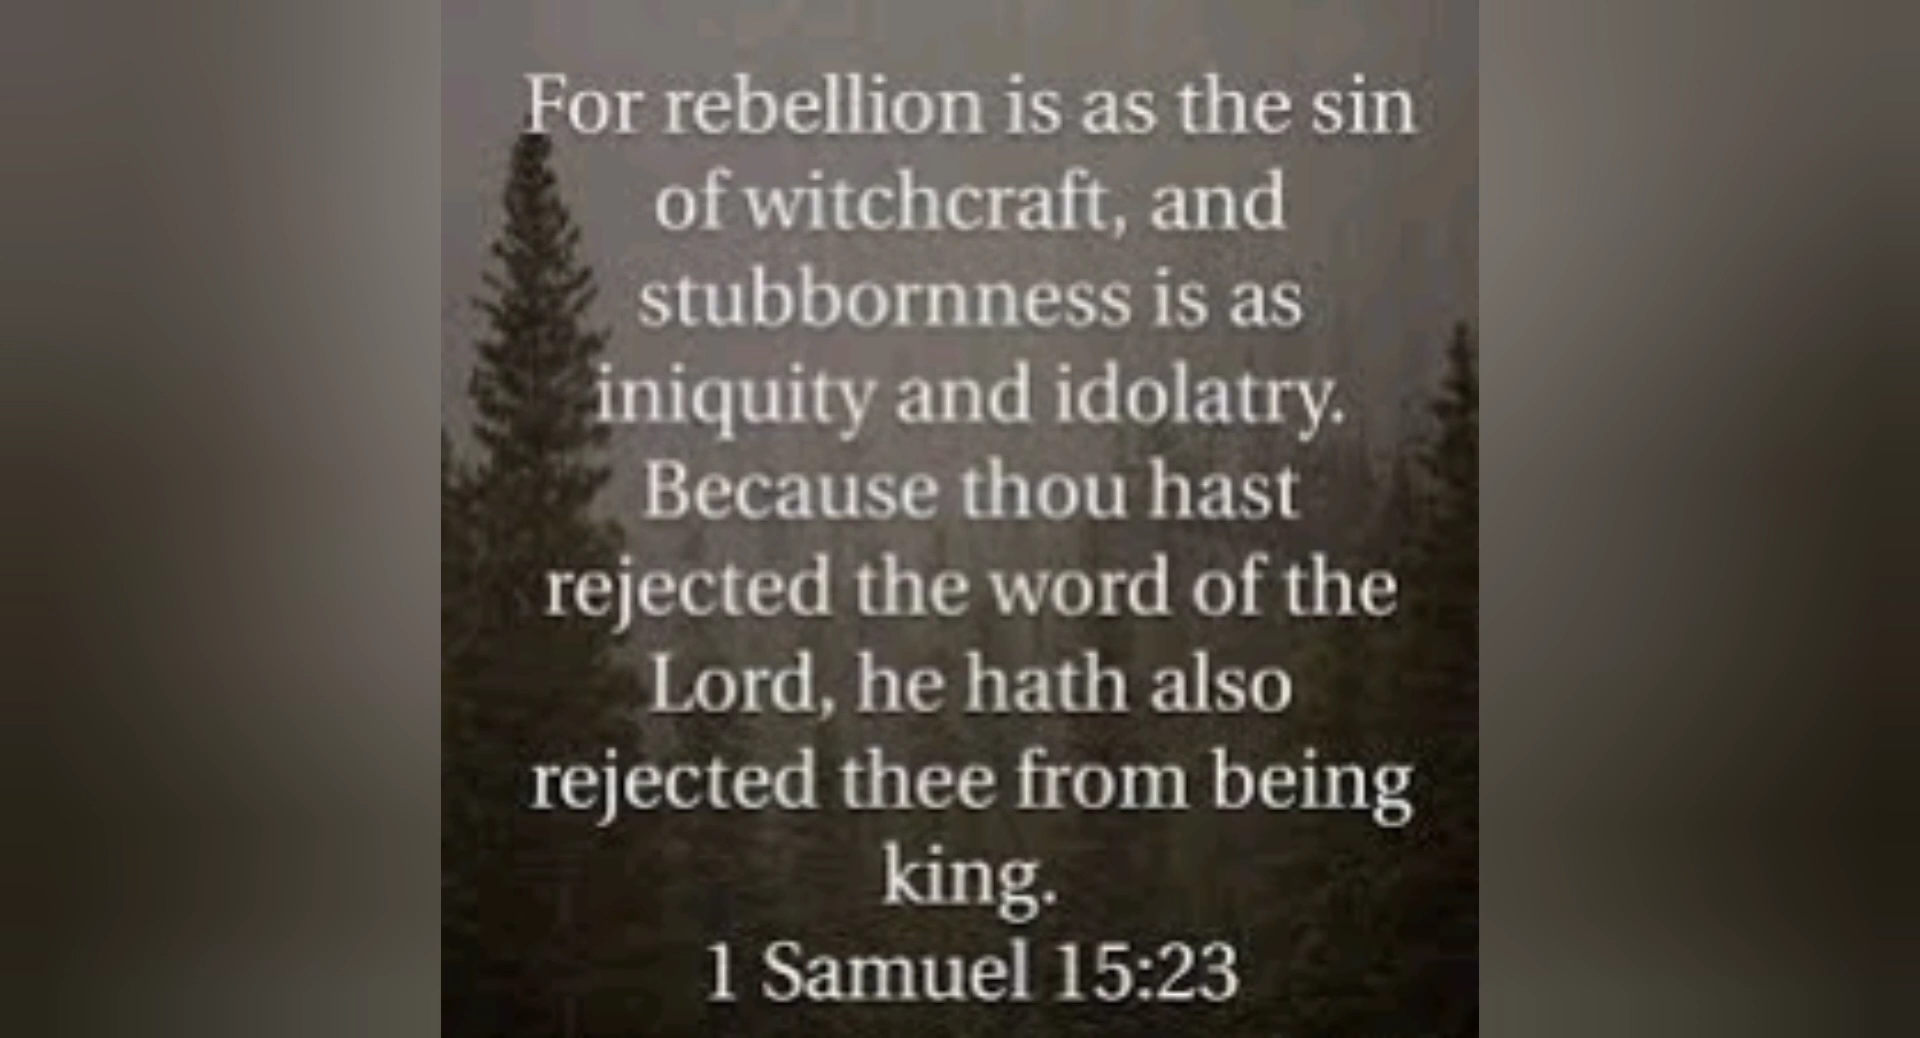 For rebellion is as the sin
of witchcraft, and
stubbornness is as
iniquity and idolatry.
Because thou hast
rejected the word of the
Lord, he hath also
rejected thee from being
king.
1 Samuel 15:23